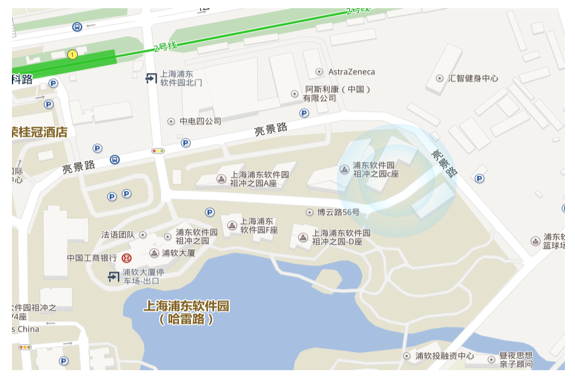 2号线
2号线
科路
上海浦东
软件园北门
AstraZeneca
汇智健身中心
阿斯利康（中国）
有限公司
中电四公司
荣桂冠酒店
亮景路
亮景路
亮景路
浦东软件园
祖冲之园C座
上海浦东软件园
祖冲之园A座
国际
中心
博云路56号
上海浦东
软件园F座
法语团队
浦东软件园
祖冲之园
上海浦东软件园
祖冲之园-D座
浦东软
篮球场
浦软大厦
中国工商银行
浦软大厦停
车场-出口
上海浦东软件园
（哈雷路）
件园祖冲之
4座
s China
浦软投融资中心
昼夜思想
亲子顾问